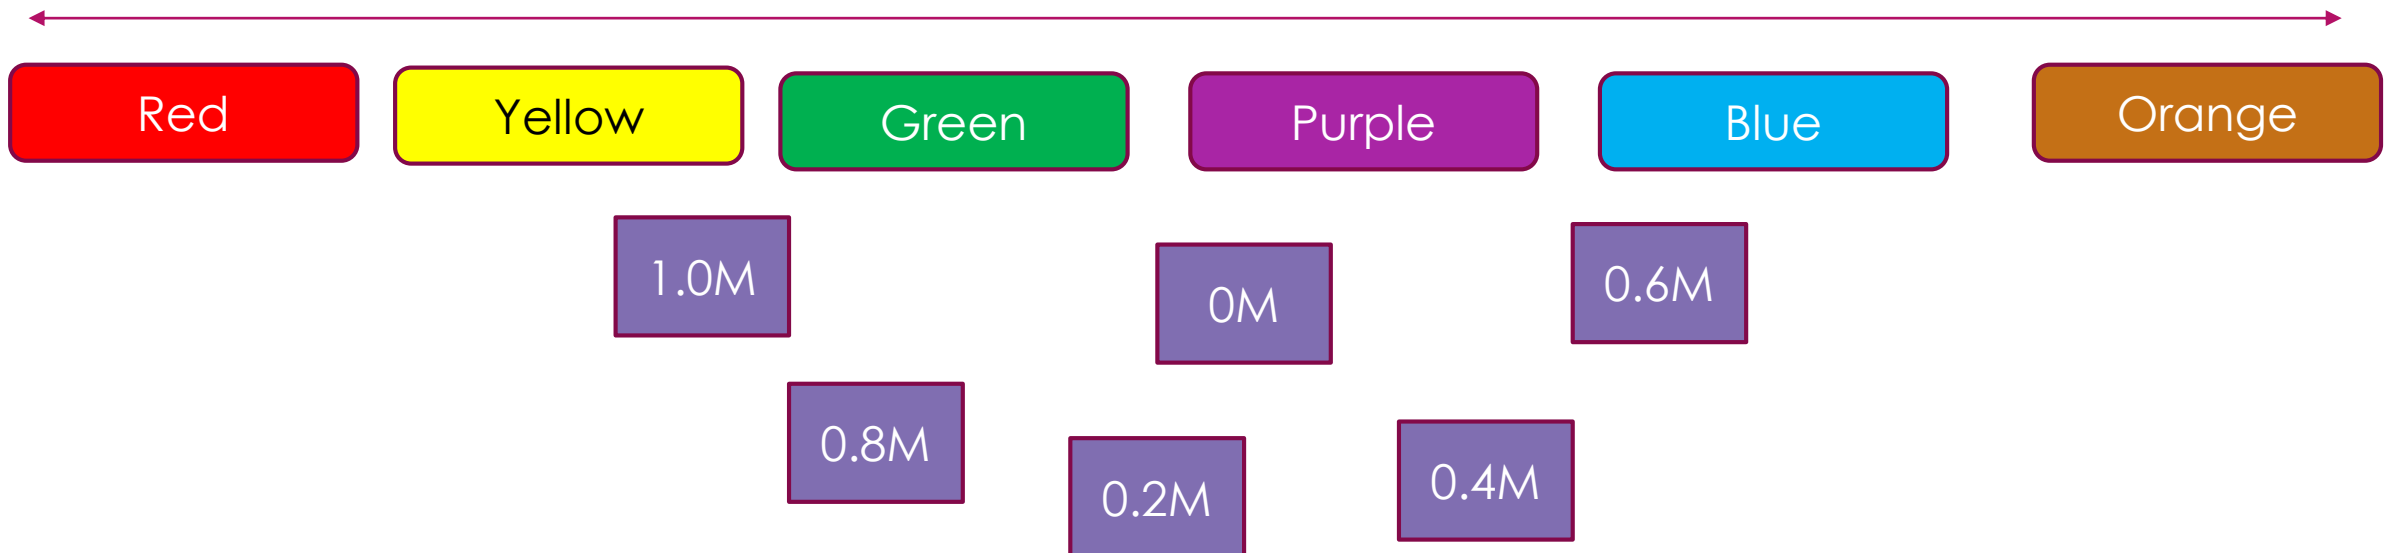 Red
Yellow
Green
Purple
Blue
Orange
1.0M
0M
0.6M
0.8M
0.2M
0.4M